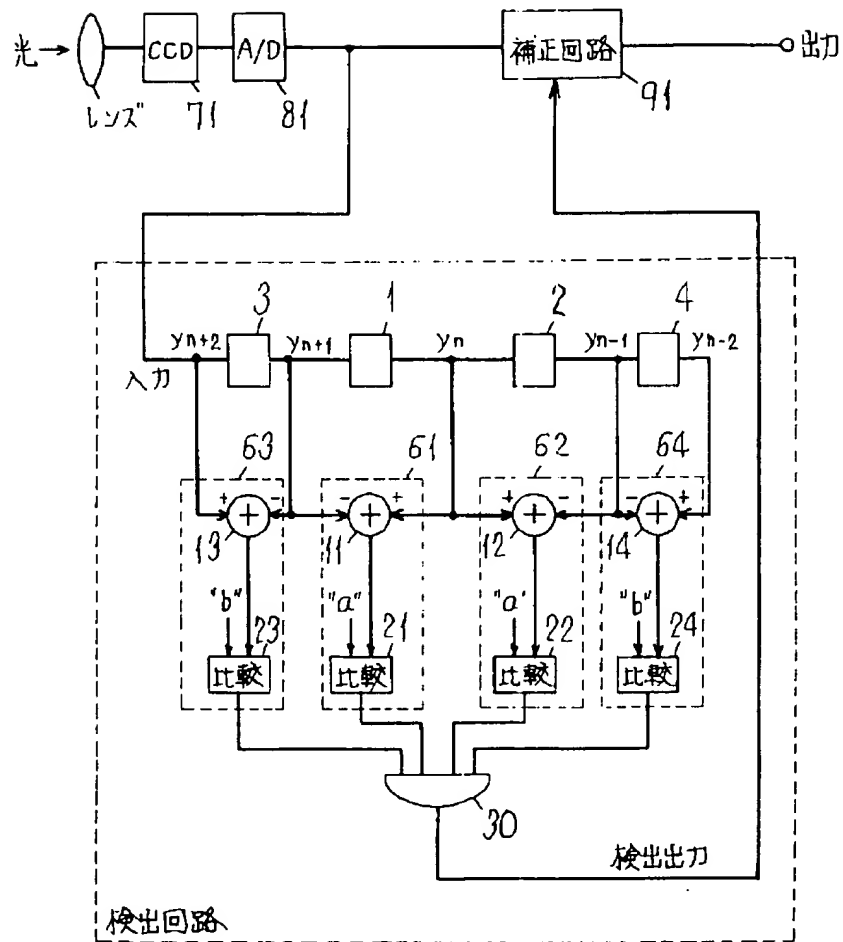 光 CCD A/D 補正回路 出力
レンズ 71 81 91
3 1 2 4
yn+2 yn+1 yn yn-1 yn-2
入力
63 61 62 64
+ - - + + - - +
+ + + +
13 11 12 14
"b" "a" "a' "b"
23 21 22 24
比較 比較 比較 比較
30
検出出力
検出回路